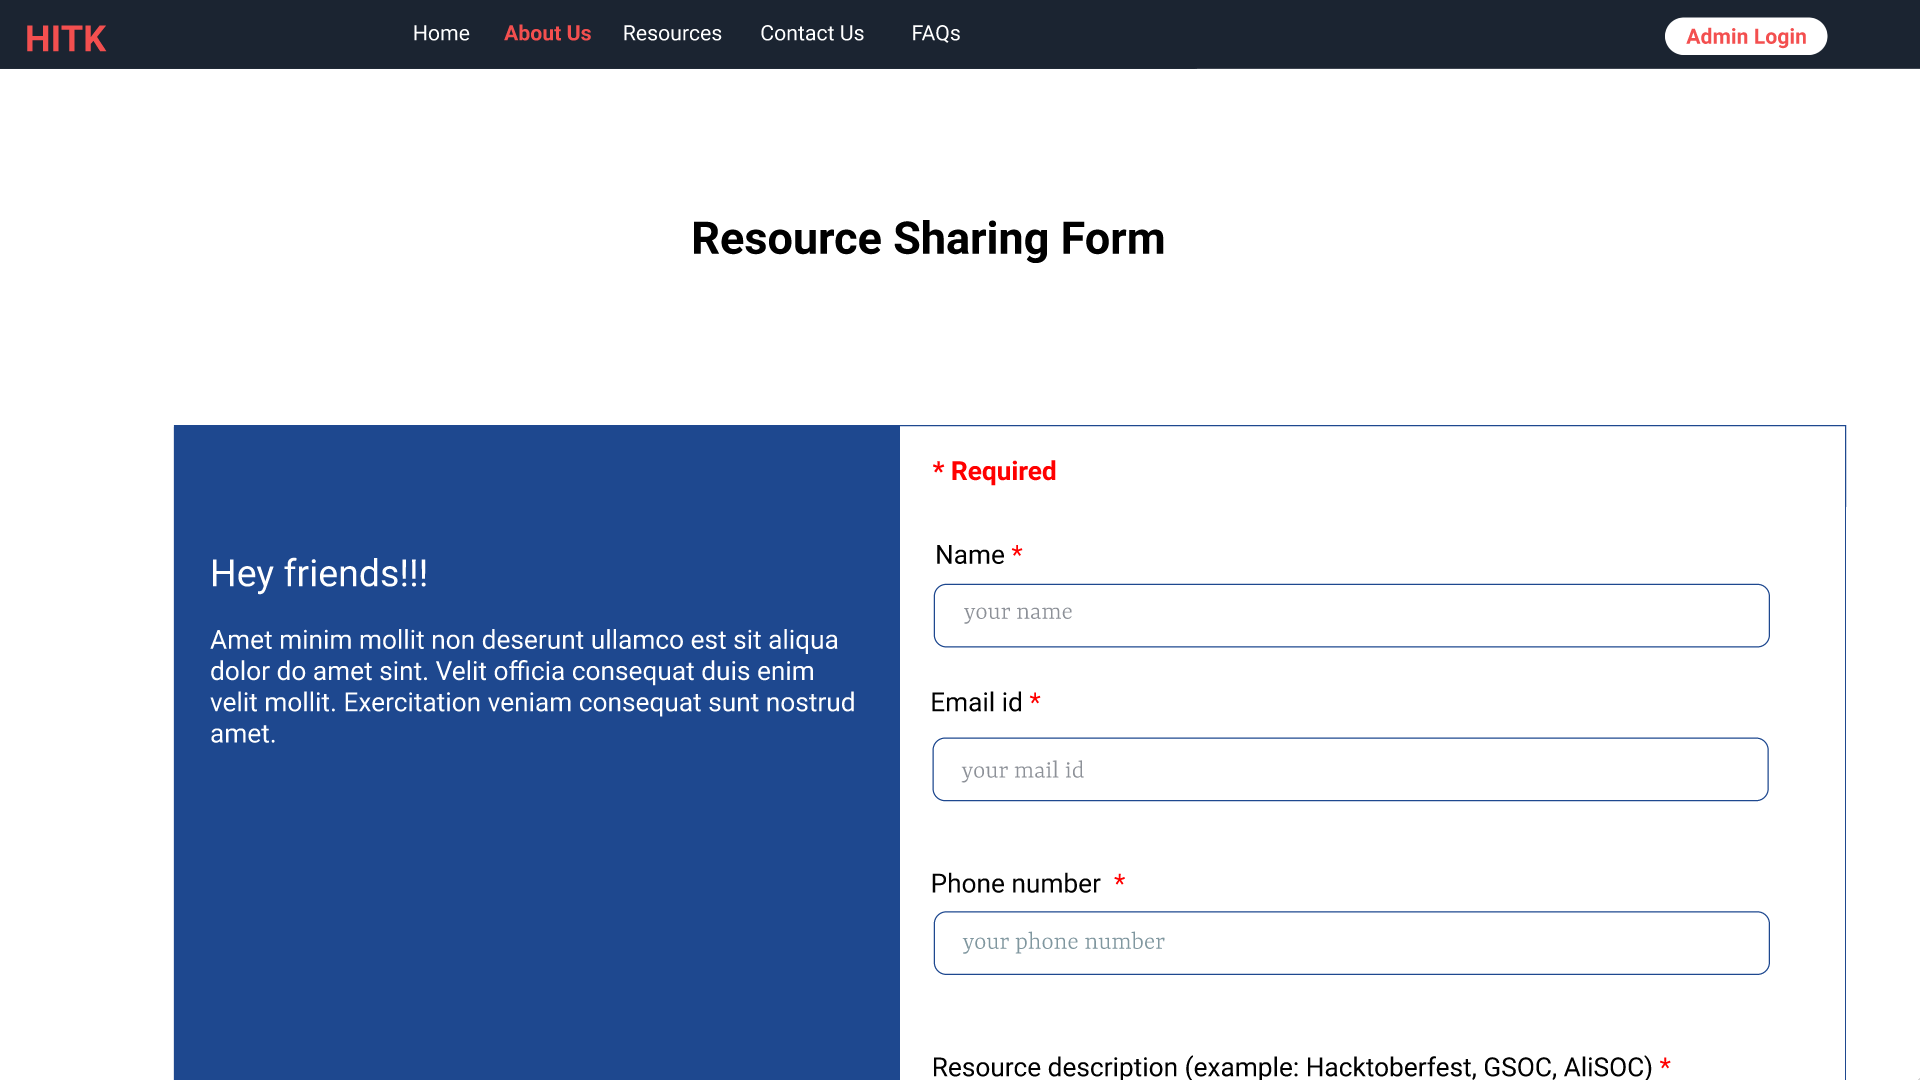 HITK
Home About Us Resources Contact Us FAQs
Admin Login
Resource Sharing Form
Hey friends!!!
Amet minim mollit non deserunt ullamco est sit aliqua
dolor do amet sint. Velit officia consequat duis enim
velit mollit. Exercitation veniam consequat sunt nostrud
amet.
* Required
Name *
your name
Email id *
your mail id
Phone number *
your phone number
Resource description (example: Hacktoberfest, GSOC, AliSOC) *